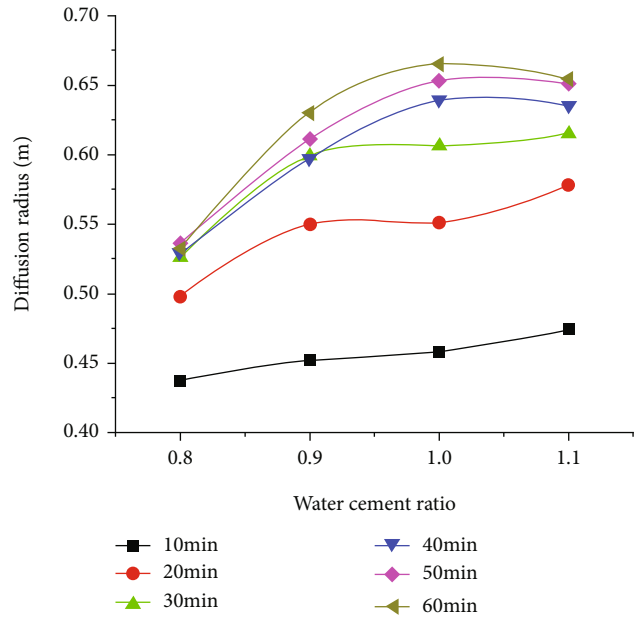 0.70
0.65
0.60
0.55
0.50
0.45
0.40
Diffusion radius (m)
0.8 0.9 1.0 1.1
Water cement ratio
10min 40min
20min 50min
30min 60min